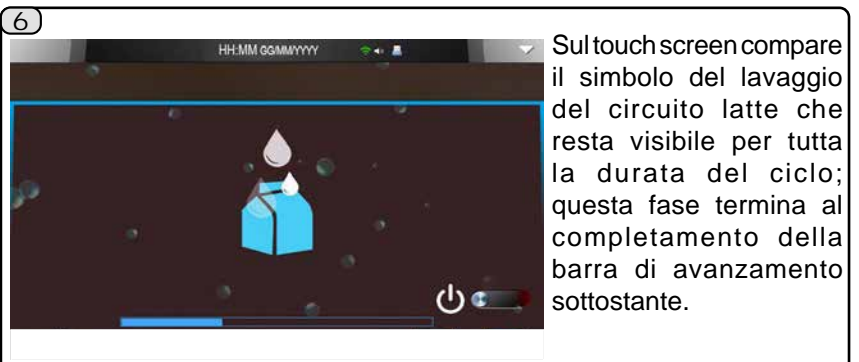 6
HH:MM GG/MM/YYYY
Sul touch screen compare
il simbolo del lavaggio
del circuito latte che
resta visibile per tutta
la durata del ciclo;
questa fase termina al
completamento della
barra di avanzamento
sottostante.